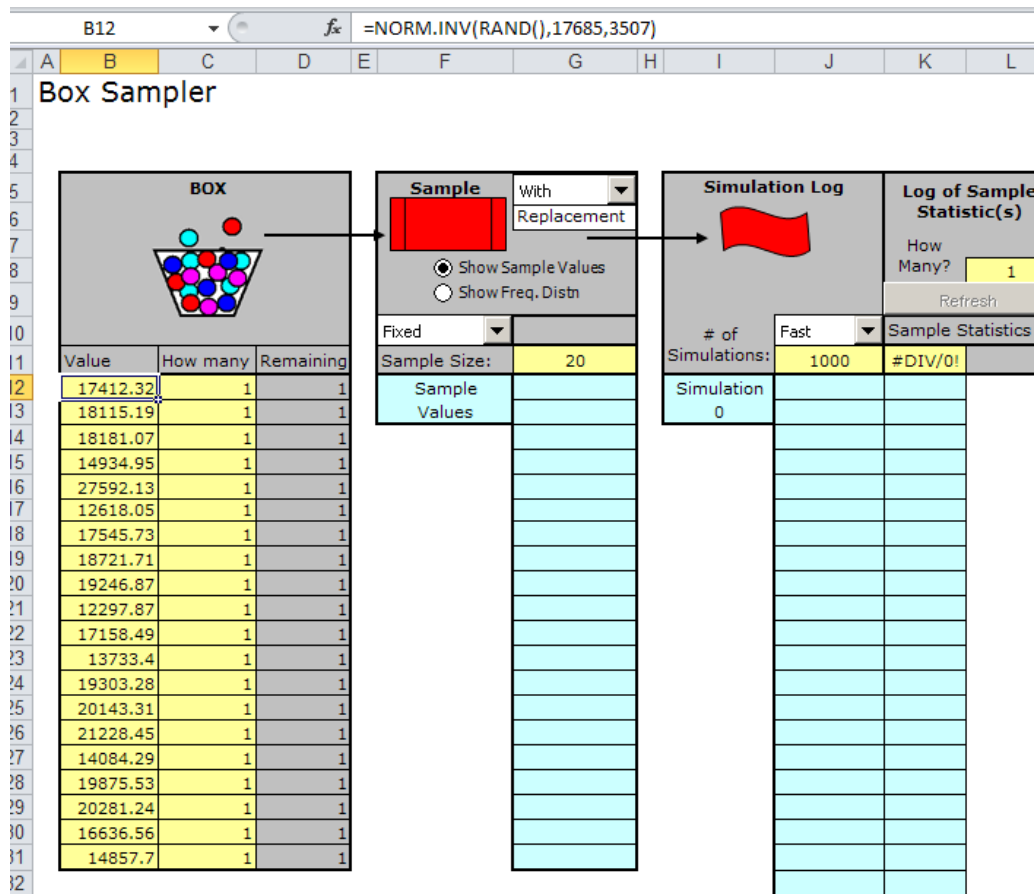 B12 fx =NORM.INV(RAND(),17685,3507)
A B C D E F G H I J K L
1 Box Sampler
2
3
4
5 BOX Sample With Simulation Log Log of Sample
6 Replacement Statistic(s)
7 How
8 Show Sample Values Many? 1
9 Show Freq. Distn Refresh
10 Fixed # of Fast Sample Statistics
11 Value How many Remaining Sample Size: 20 Simulations: 1000 #DIV/0!
12 17412.32 1 1 Sample Simulation
13 18115.19 1 1 Values 0
14 18181.07 1 1
15 14934.95 1 1
16 27592.13 1 1
17 12618.05 1 1
18 17545.73 1 1
19 18721.71 1 1
20 19246.87 1 1
21 12297.87 1 1
22 17158.49 1 1
23 13733.4 1 1
24 19303.28 1 1
25 20143.31 1 1
26 21228.45 1 1
27 14084.29 1 1
28 19875.53 1 1
29 20281.24 1 1
30 16636.56 1 1
31 14857.7 1 1
32